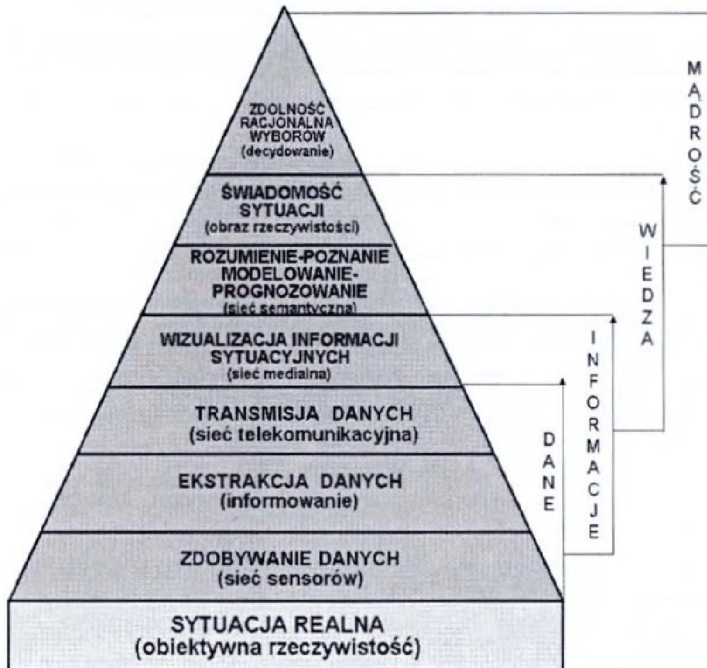 ZDOLNOŚĆ
RACJONALNA
WYBORÓW
(decydowanie)
ŚWIADOMOŚĆ
SYTUACJI
(obraz rzeczywistości)
ROZUMIENIE-POZNANIE
MODELOWANIE-
PROGNOZOWANIE
(sieć semantyczna)
WIZUALIZACJA INFORMACJI
SYTUACYJNYCH
(sieć medialna)
TRANSMISJA DANYCH
(sieć telekomunikacyjna)
EKSTRAKCJA DANYCH
(informowanie)
ZDOBYWANIE DANYCH
(sieć sensorów)
SYTUACJA REALNA
(obiektywna rzeczywistość)
DANE
INFORMACJE
WIEDZA
MĄDROŚĆ